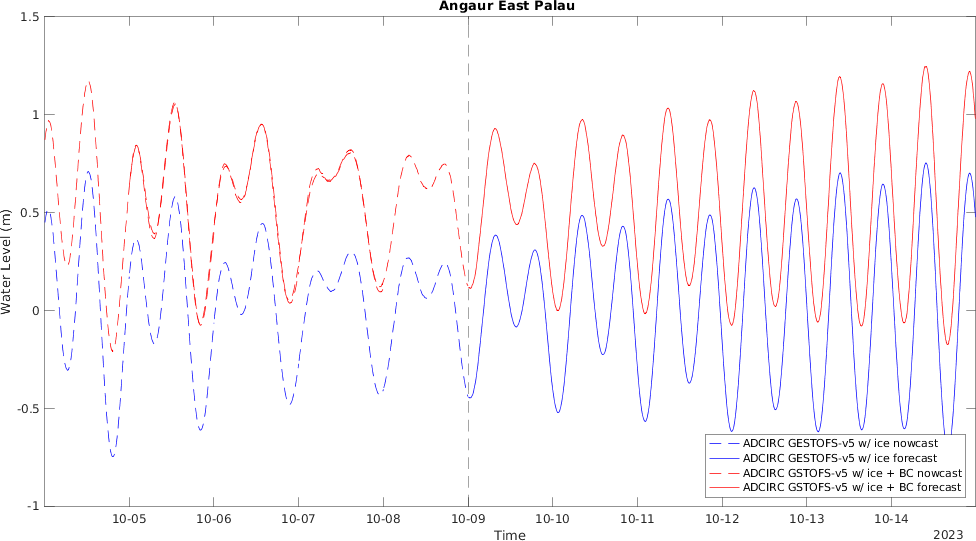 Angaur East Palau
1.5
1
0.5
0
-0.5
-1
Water Level (m)
ADCIRC GESTOFS-v5 w/ ice nowcast
ADCIRC GESTOFS-v5 w/ ice forecast
ADCIRC GSTOFS-v5 w/ ice + BC nowcast
ADCIRC GSTOFS-v5 w/ ice + BC forecast
10-05 10-06 10-07 10-08 10-09 10-10 10-11 10-12 10-13 10-14
Time
2023